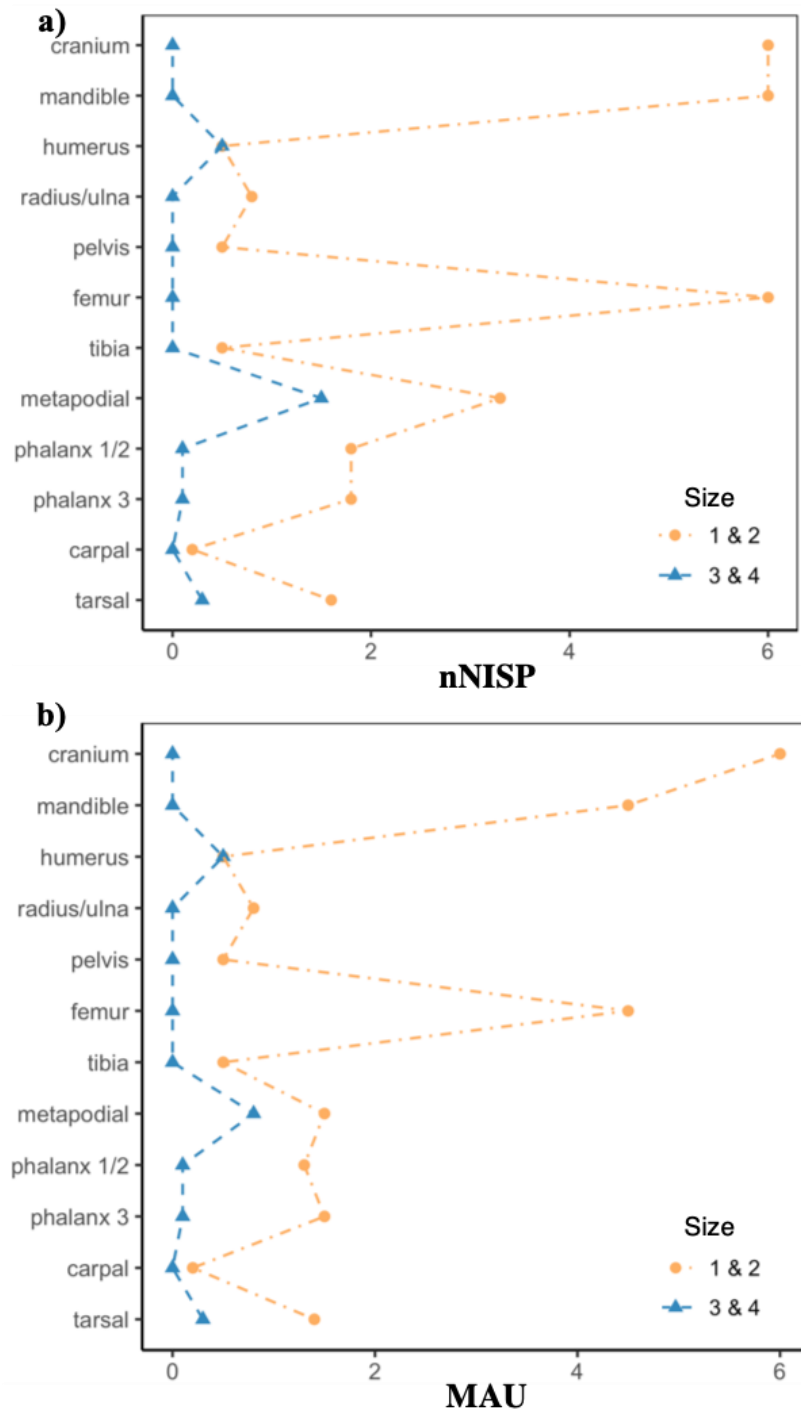 a)
cranium
mandible
humerus
radius/ulna
pelvis
femur
tibia
metapodial
phalanx 1/2
phalanx 3
carpal
tarsal
Size
1 & 2
3 & 4
0 2 4 6
nNISP
b)
cranium
mandible
humerus
radius/ulna
pelvis
femur
tibia
metapodial
phalanx 1/2
phalanx 3
carpal
tarsal
Size
1 & 2
3 & 4
0 2 4 6
MAU